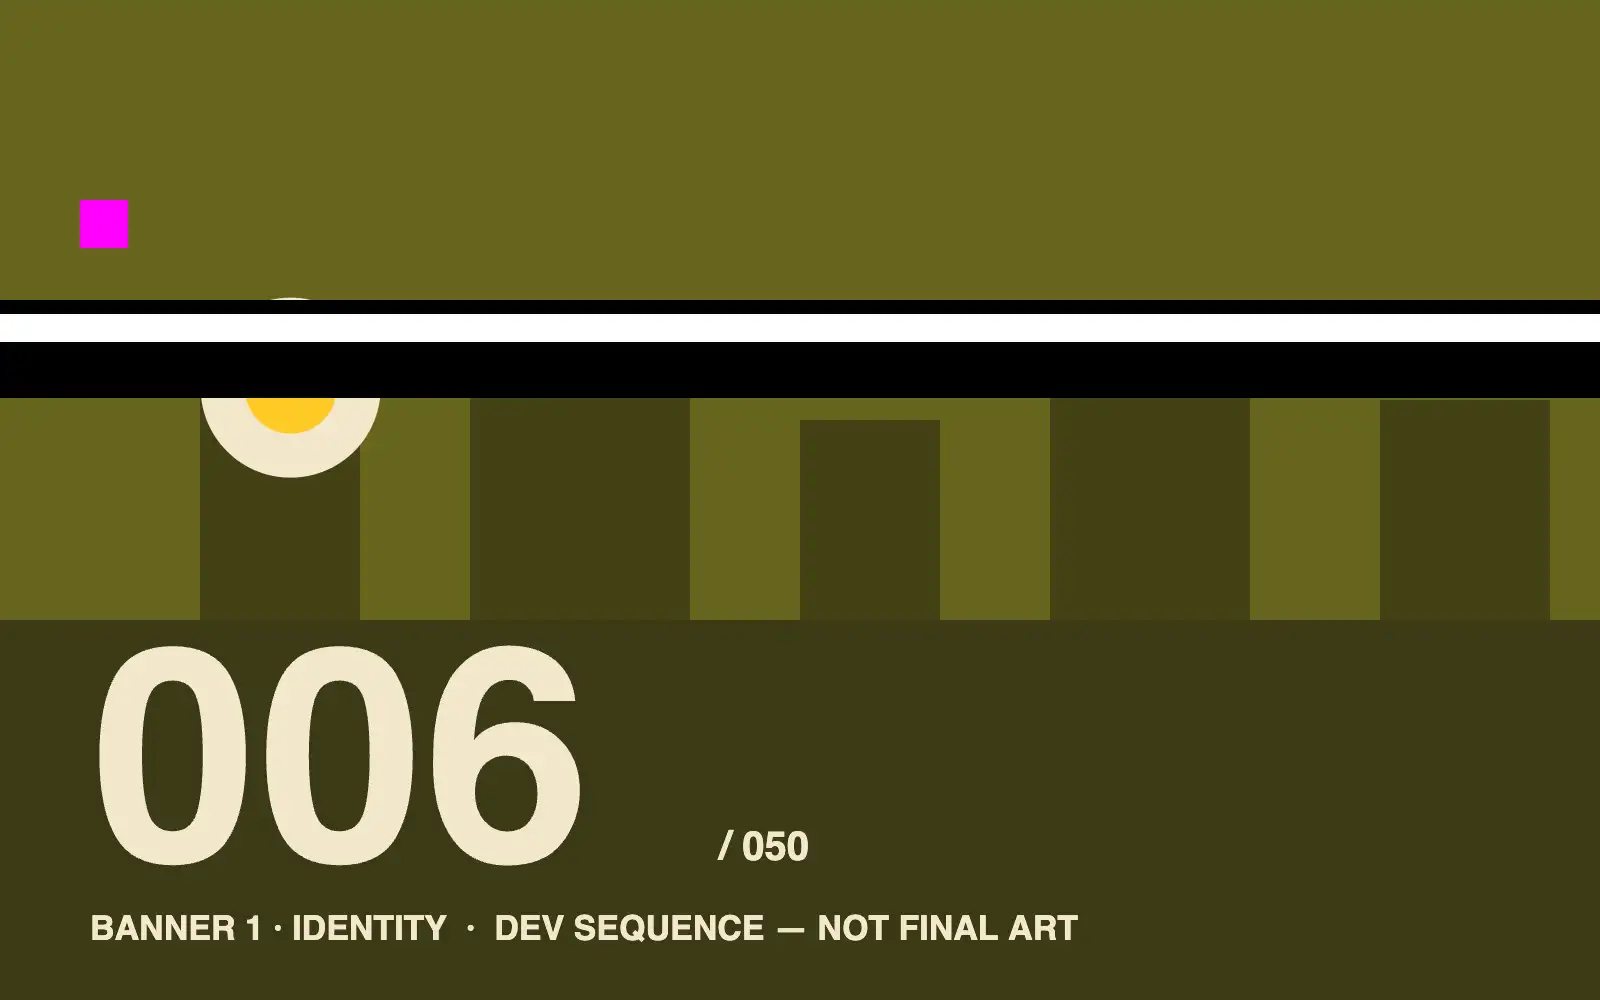 006
/ 050
BANNER 1 · IDENTITY · DEV SEQUENCE — NOT FINAL ART